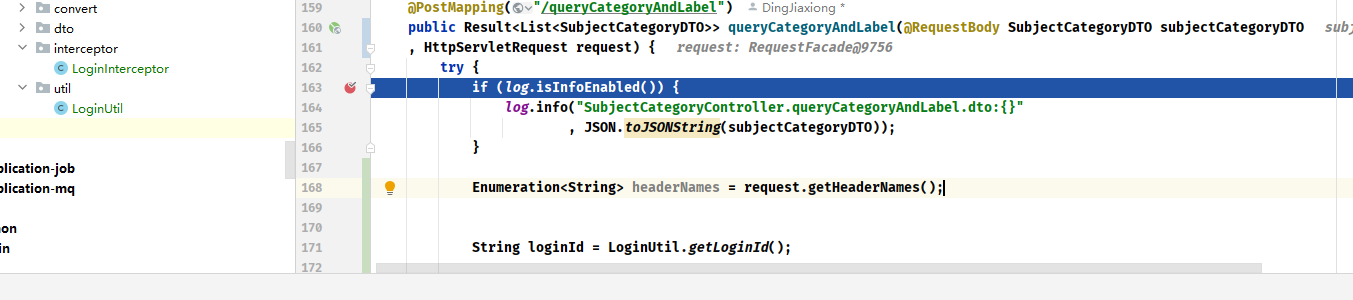 convert
dto
interceptor
LoginInterceptor
util
LoginUtil
plication-job
plication-mq
non
in
159 @PostMapping("/queryCategoryAndLabel") DingJiaxiong *
160 public Result<List<SubjectCategoryDTO>> queryCategoryAndLabel(@RequestBody SubjectCategoryDTO subjectCategoryDTO subj
161 , HttpServletRequest request) { request: RequestFacade@9756
162 try {
163 if (log.isInfoEnabled()) {
164 log.info("SubjectCategoryController.queryCategoryAndLabel.dto:{}"
165 , JSON.toJSONString(subjectCategoryDTO));
166 }
167
168 Enumeration<String> headerNames = request.getHeaderNames();
169
170
171 String loginId = LoginUtil.getLoginId();
172